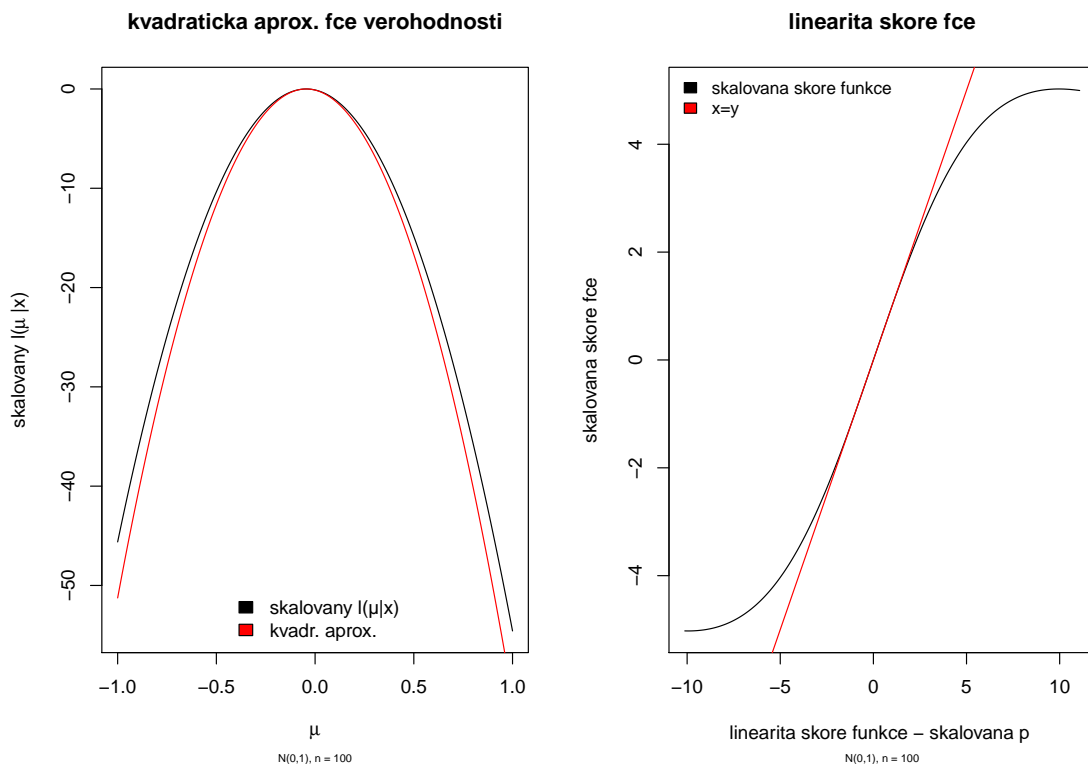 kvadraticka aprox. fce verohodnosti
skalovany l(μ |x)
0
−10
−20
−30
−40
−50
skalovany l(μ|x)
kvadr. aprox.
−1.0 −0.5 0.0 0.5 1.0
μ
N(0,1), n = 100
linearita skore fce
skalovana skore fce
skalovana skore funkce
x=y
4
2
0
−2
−4
−10 −5 0 5 10
linearita skore funkce − skalovana p
N(0,1), n = 100